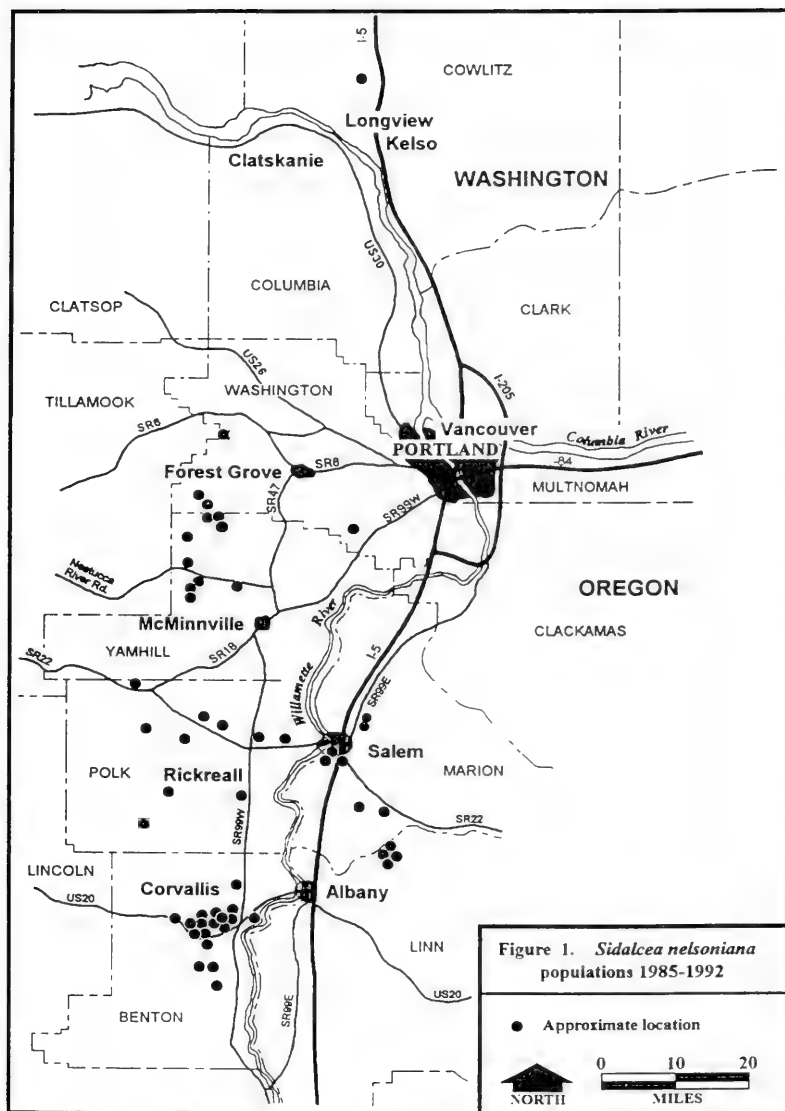 I-5
COWLITZ
Longview
Kelso
Clatskanie
WASHINGTON
US30
COLUMBIA
CLATSOP
CLARK
US26
WASHINGTON
I-205
TILLAMOOK
SR6
Vancouver
Columbia River
PORTLAND
Forest Grove
SR8
I-84
MULTNOMAH
SR47
SR99W
Nestucca
River Rd.
OREGON
McMinnville
Willamette River
CLACKAMAS
YAMHILL
SR18
SR22
I-5
SR99E
Salem
POLK
Rickreall
MARION
SR99W
SR22
LINCOLN
Corvallis
US20
Albany
LINN
US20
SR99E
BENTON
Figure 1. Sidalcea nelsoniana
populations 1985-1992
Approximate location
0 10 20
NORTH
MILES